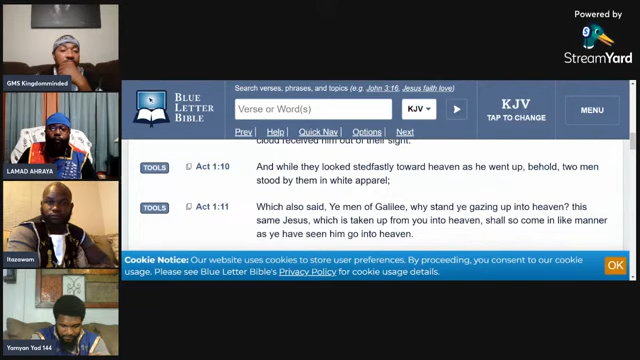 Powered by
StreamYard
GMS Kingdomminded
LAMAD AHRAYA
Itazawam
Yamyan Yad 144
BLUE
LETTER
BIBLE
Search verses, phrases, and topics (e.g. John 3:16, Jesus faith love)
Verse or Word(s)
KJV
KJV
TAP TO CHANGE
MENU
Prev | Help | Quick Nav | Options | Next
cloud received him out of their sight.
TOOLS Act 1:10 And while they looked stedfastly toward heaven as he went up, behold, two men
stood by them in white apparel;
TOOLS Act 1:11 Which also said, Ye men of Galilee, why stand ye gazing up into heaven? this
same Jesus, which is taken up from you into heaven, shall so come in like manner
as ye have seen him go into heaven.
Cookie Notice: Our website uses cookies to store user preferences. By proceeding, you consent to our cookie
usage. Please see Blue Letter Bible's Privacy Policy for cookie usage details.
OK